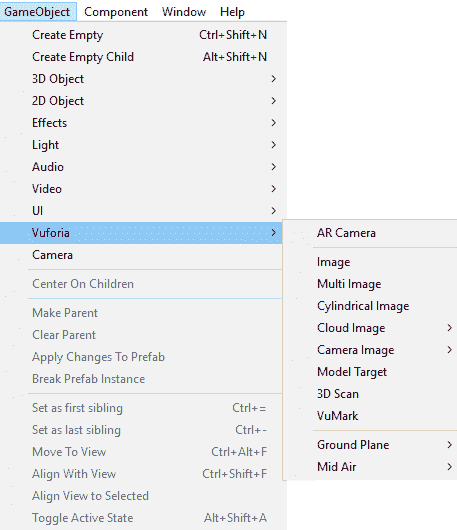 GameObject Component Window Help
Create Empty Ctrl+Shift+N
Create Empty Child Alt+Shift+N
3D Object
2D Object
Effects
Light
Audio
Video
UI
Vuforia
Camera
Center On Children
Make Parent
Clear Parent
Apply Changes To Prefab
Break Prefab Instance
Set as first sibling Ctrl+=
Set as last sibling Ctrl+-
Move To View Ctrl+Alt+F
Align With View Ctrl+Shift+F
Align View to Selected
Toggle Active State Alt+Shift+A
AR Camera
Image
Multi Image
Cylindrical Image
Cloud Image
Camera Image
Model Target
3D Scan
VuMark
Ground Plane
Mid Air